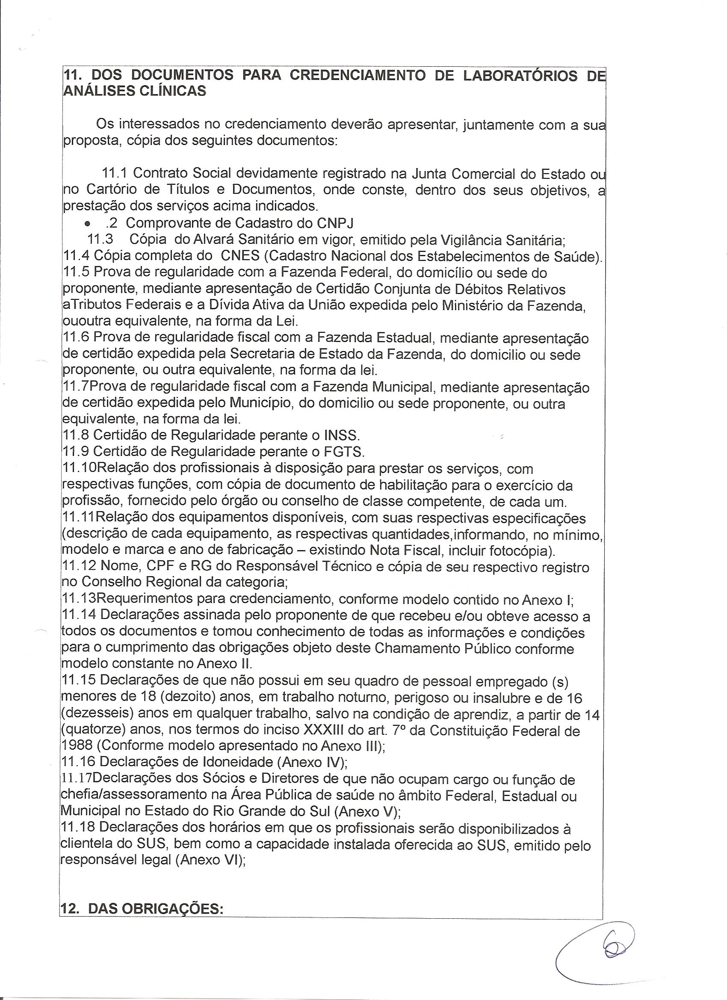 11. DOS DOCUMENTOS PARA CREDENCIAMENTO DE LABORATÓRIOS DE
ANÁLISES CLÍNICAS
Os interessados no credenciamento deverão apresentar, juntamente com a sua
proposta, cópia dos seguintes documentos:
11.1 Contrato Social devidamente registrado na Junta Comercial do Estado ou
no Cartório de Títulos e Documentos, onde conste, dentro dos seus objetivos, a
prestação dos serviços acima indicados.
• .2 Comprovante de Cadastro do CNPJ
11.3 Cópia do Alvará Sanitário em vigor, emitido pela Vigilância Sanitária;
11.4 Cópia completa do CNES (Cadastro Nacional dos Estabelecimentos de Saúde).
11.5 Prova de regularidade com a Fazenda Federal, do domicílio ou sede do
proponente, mediante apresentação de Certidão Conjunta de Débitos Relativos
aTributos Federais e a Dívida Ativa da União expedida pelo Ministério da Fazenda,
ououtra equivalente, na forma da Lei.
11.6 Prova de regularidade fiscal com a Fazenda Estadual, mediante apresentação
de certidão expedida pela Secretaria de Estado da Fazenda, do domicilio ou sede
proponente, ou outra equivalente, na forma da lei.
11.7Prova de regularidade fiscal com a Fazenda Municipal, mediante apresentação
de certidão expedida pelo Município, do domicilio ou sede proponente, ou outra
equivalente, na forma da lei.
11.8 Certidão de Regularidade perante o INSS.
11.9 Certidão de Regularidade perante o FGTS.
11.10Relação dos profissionais à disposição para prestar os serviços, com
respectivas funções, com cópia de documento de habilitação para o exercício da
profissão, fornecido pelo órgão ou conselho de classe competente, de cada um.
11.11Relação dos equipamentos disponíveis, com suas respectivas especificações
(descrição de cada equipamento, as respectivas quantidades,informando, no mínimo,
modelo e marca e ano de fabricação – existindo Nota Fiscal, incluir fotocópia).
11.12 Nome, CPF e RG do Responsável Técnico e cópia de seu respectivo registro
no Conselho Regional da categoria;
11.13Requerimentos para credenciamento, conforme modelo contido no Anexo I;
11.14 Declarações assinada pelo proponente de que recebeu e/ou obteve acesso a
todos os documentos e tomou conhecimento de todas as informações e condições
para o cumprimento das obrigações objeto deste Chamamento Público conforme
modelo constante no Anexo II.
11.15 Declarações de que não possui em seu quadro de pessoal empregado (s)
menores de 18 (dezoito) anos, em trabalho noturno, perigoso ou insalubre e de 16
(dezesseis) anos em qualquer trabalho, salvo na condição de aprendiz, a partir de 14
(quatorze) anos, nos termos do inciso XXXIII do art. 7º da Constituição Federal de
1988 (Conforme modelo apresentado no Anexo III);
11.16 Declarações de Idoneidade (Anexo IV);
11.17Declarações dos Sócios e Diretores de que não ocupam cargo ou função de
chefia/assessoramento na Área Pública de saúde no âmbito Federal, Estadual ou
Municipal no Estado do Rio Grande do Sul (Anexo V);
11.18 Declarações dos horários em que os profissionais serão disponibilizados à
clientela do SUS, bem como a capacidade instalada oferecida ao SUS, emitido pelo
responsável legal (Anexo VI);
12. DAS OBRIGAÇÕES: